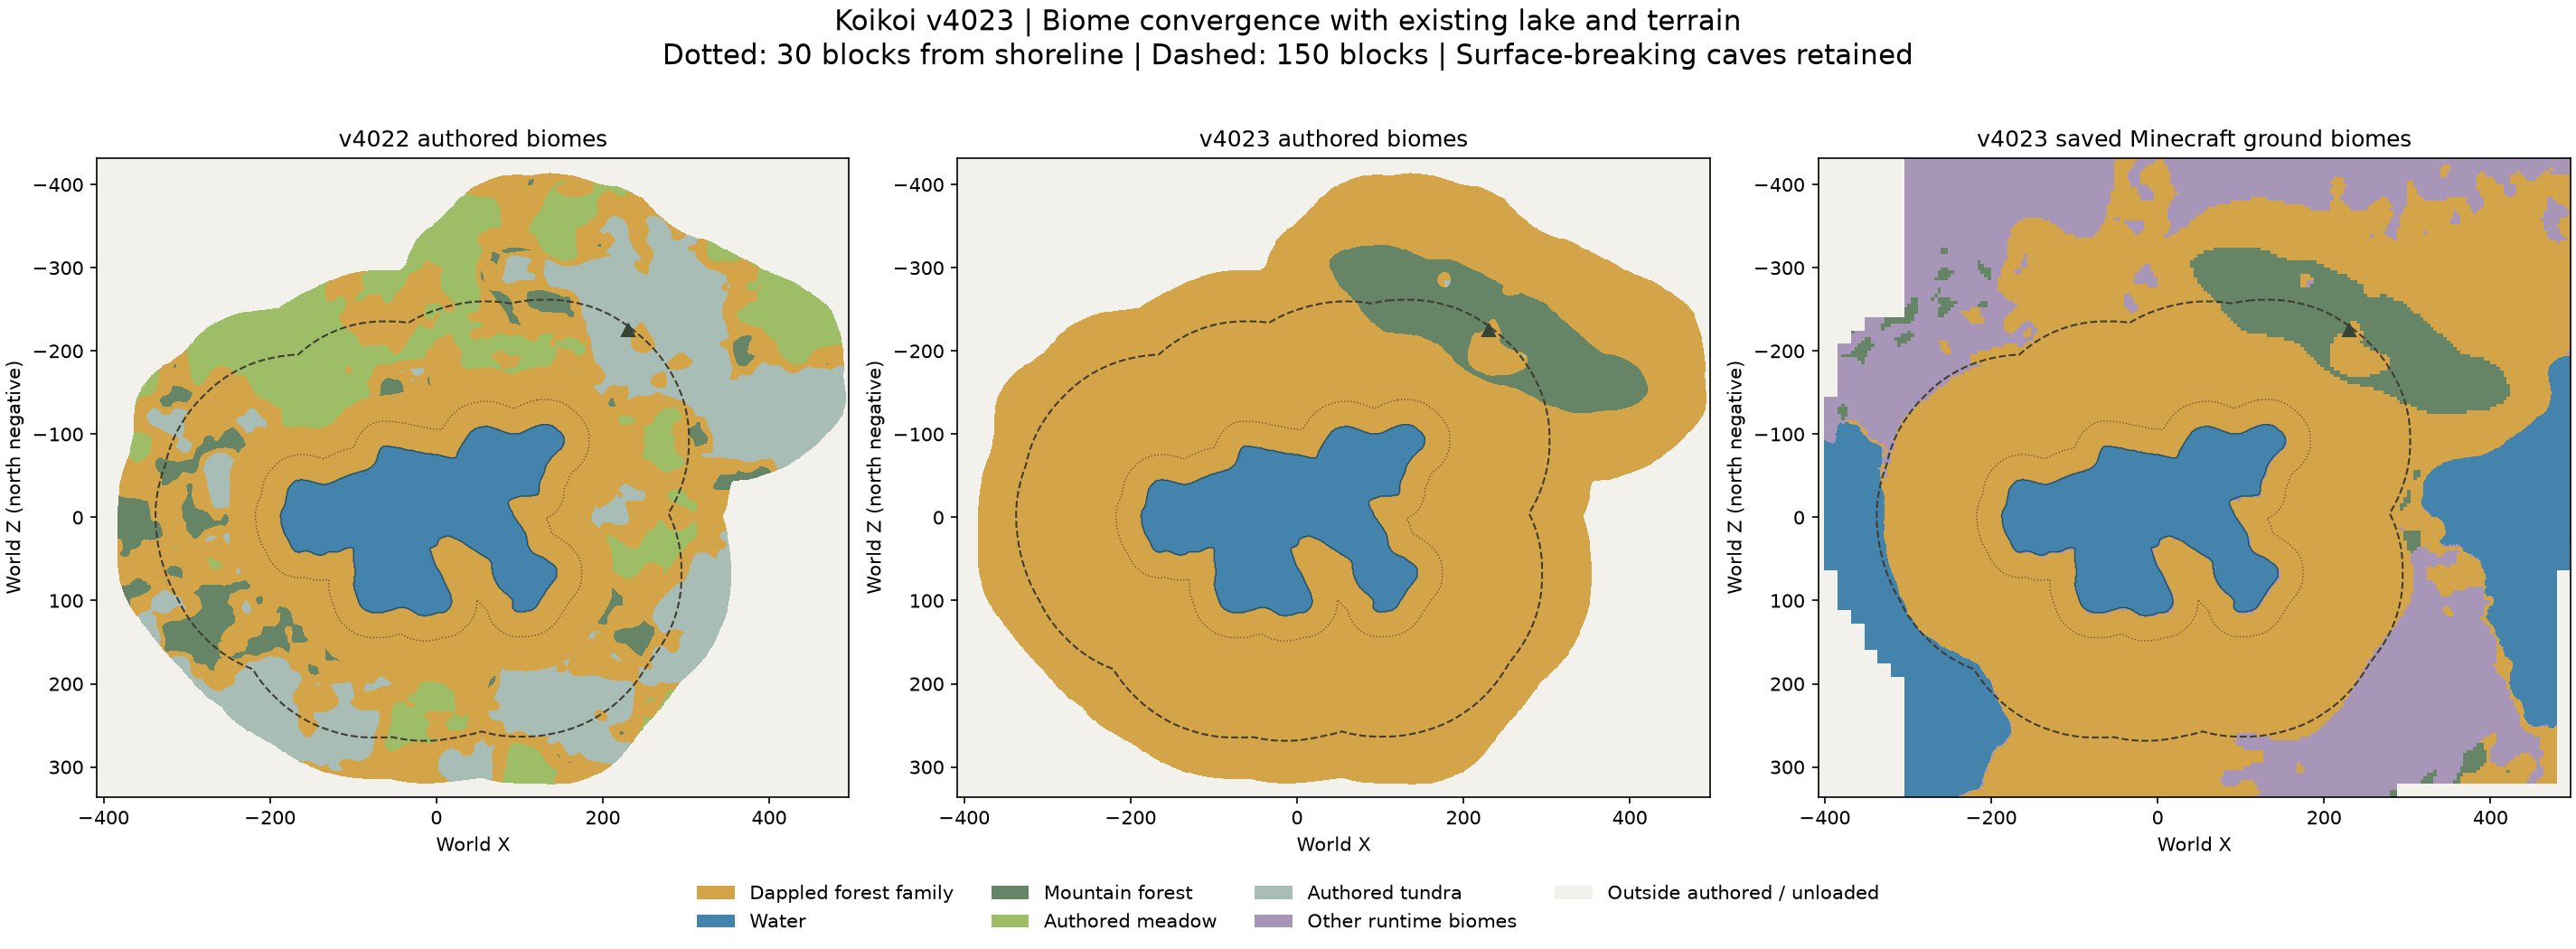 Koikoi v4023 | Biome convergence with existing lake and terrain
Dotted: 30 blocks from shoreline | Dashed: 150 blocks | Surface-breaking caves retained
v4022 authored biomes
−400
−300
−200
−100
0
100
200
300
World Z (north negative)
−400
−200
0
200
400
World X
v4023 authored biomes
−400
−300
−200
−100
0
100
200
300
World Z (north negative)
−400
−200
0
200
400
World X
v4023 saved Minecraft ground biomes
−400
−300
−200
−100
0
100
200
300
World Z (north negative)
−400
−200
0
200
400
World X
Dappled forest family
Water
Mountain forest
Authored meadow
Authored tundra
Other runtime biomes
Outside authored / unloaded